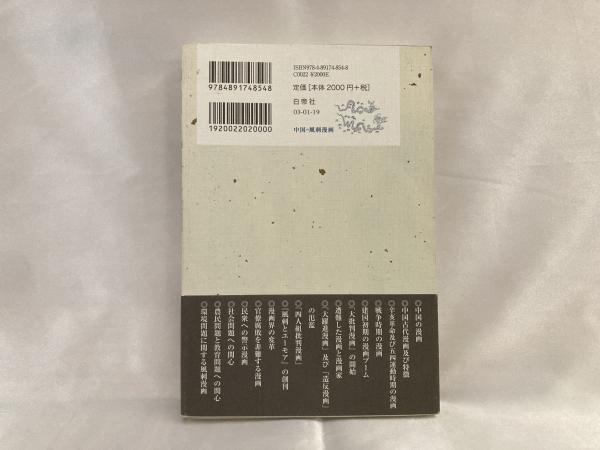 ISBN978-4-89174-854-8
C0022 ¥2000E
定価[本体2000円+税]
白帝社
03-01-19
中国の風刺漫画
9784891748548
1920022020000
◎中国の漫画
◎中国古代漫画及び特徴
◎辛亥革命及び五四運動時期の漫画
◎戦争時期の漫画
◎建国初期の漫画ブーム
◎「大批判漫画」の開始
◎遭難した漫画と漫画家
◎「大躍進漫画」及び「造反漫画」
の氾濫
◎「四人組批判漫画」
◎『風刺とユーモア』の創刊
◎漫画界の変革
◎官僚腐敗を非難する漫画
◎民衆への警示漫画
◎社会問題への関心
◎農民問題と教育問題への関心
◎環境問題に関する風刺漫画